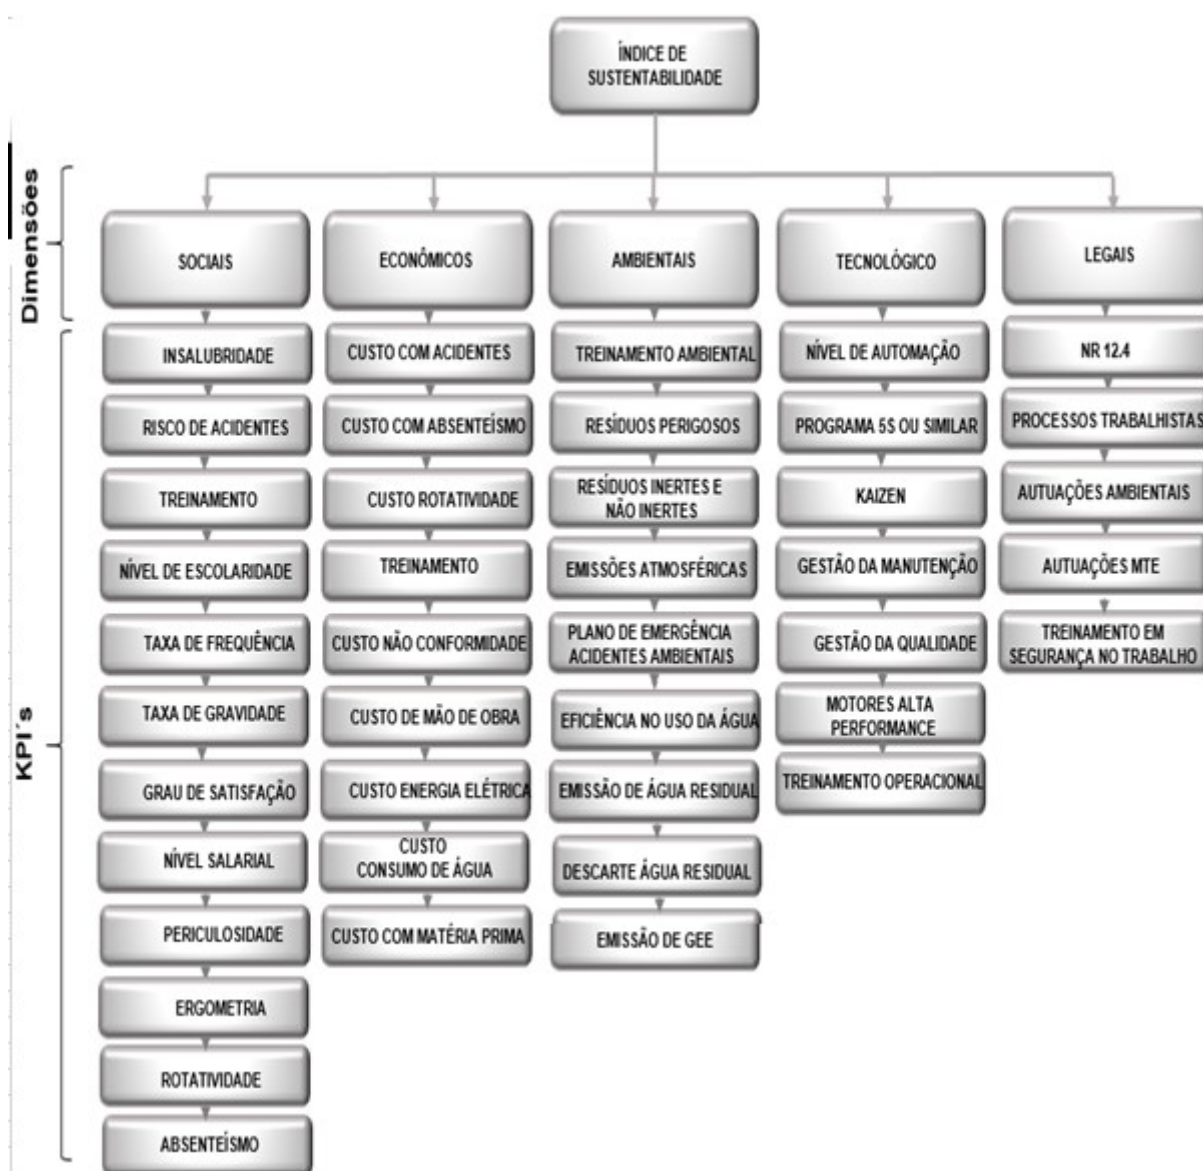 ÍNDICE DE
SUSTENTABILIDADE
Dimensões
SOCIAIS
ECONÔMICOS
AMBIENTAIS
TECNOLÓGICO
LEGAIS
KPI´s
INSALUBRIDADE
RISCO DE ACIDENTES
TREINAMENTO
NÍVEL DE ESCOLARIDADE
TAXA DE FREQUÊNCIA
TAXA DE GRAVIDADE
GRAU DE SATISFAÇÃO
NÍVEL SALARIAL
PERICULOSIDADE
ERGOMETRIA
ROTATIVIDADE
ABSENTEÍSMO
CUSTO COM ACIDENTES
CUSTO COM ABSENTEÍSMO
CUSTO ROTATIVIDADE
TREINAMENTO
CUSTO NÃO CONFORMIDADE
CUSTO DE MÃO DE OBRA
CUSTO ENERGIA ELÉTRICA
CUSTO
CONSUMO DE ÁGUA
CUSTO COM MATÉRIA PRIMA
TREINAMENTO AMBIENTAL
RESÍDUOS PERIGOSOS
RESÍDUOS INERTES E
NÃO INERTES
EMISSÕES ATMOSFÉRICAS
PLANO DE EMERGÊNCIA
ACIDENTES AMBIENTAIS
EFICIÊNCIA NO USO DA ÁGUA
EMISSÃO DE ÁGUA RESIDUAL
DESCARTE ÁGUA RESIDUAL
EMISSÃO DE GEE
NÍVEL DE AUTOMAÇÃO
PROGRAMA 5S OU SIMILAR
KAIZEN
GESTÃO DA MANUTENÇÃO
GESTÃO DA QUALIDADE
MOTORES ALTA
PERFORMANCE
TREINAMENTO OPERACIONAL
NR 12.4
PROCESSOS TRABALHISTAS
AUTUAÇÕES AMBIENTAIS
AUTUAÇÕES MTE
TREINAMENTO EM
SEGURANÇA NO TRABALHO